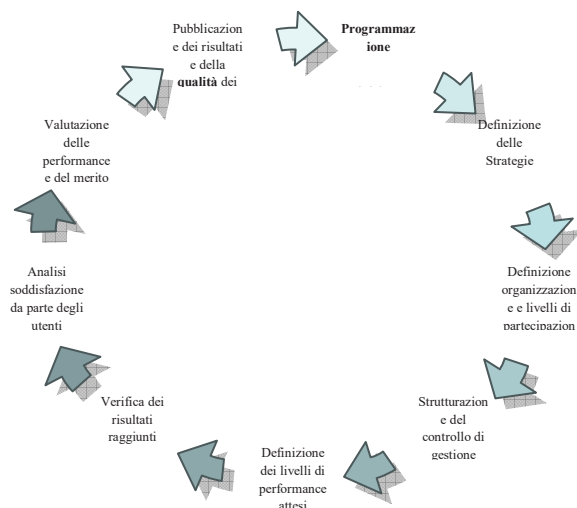 Pubblicazion
e dei risultati
e della
qualità dei
Programmaz
ione
Definizione
delle
Strategie
Definizione
organizzazion
e e livelli di
partecipazion
Strutturazion
e del
controllo di
gestione
Definizione
dei livelli di
performance
attesi
Verifica dei
risultati
raggiunti
Analisi
soddisfazione
da parte degli
utenti
Valutazione
delle
performance
e del merito